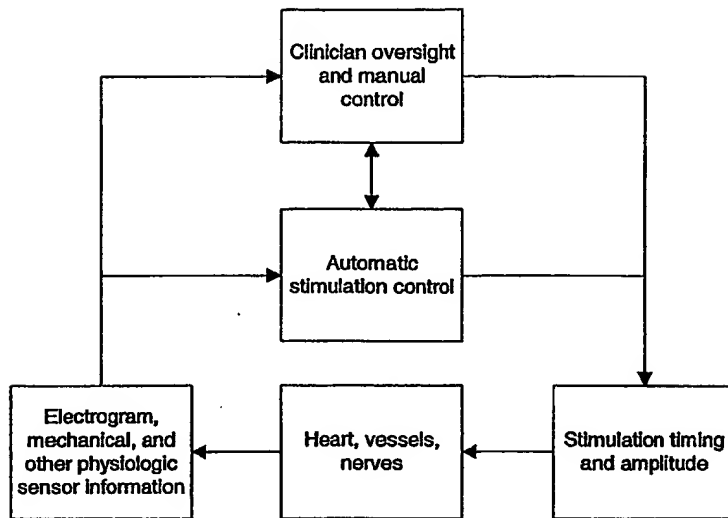 Clinician oversight
and manual
control
Automatic
stimulation control
Electrogram,
mechanical, and
other physiologic
sensor information
Heart, vessels,
nerves
Stimulation timing
and amplitude